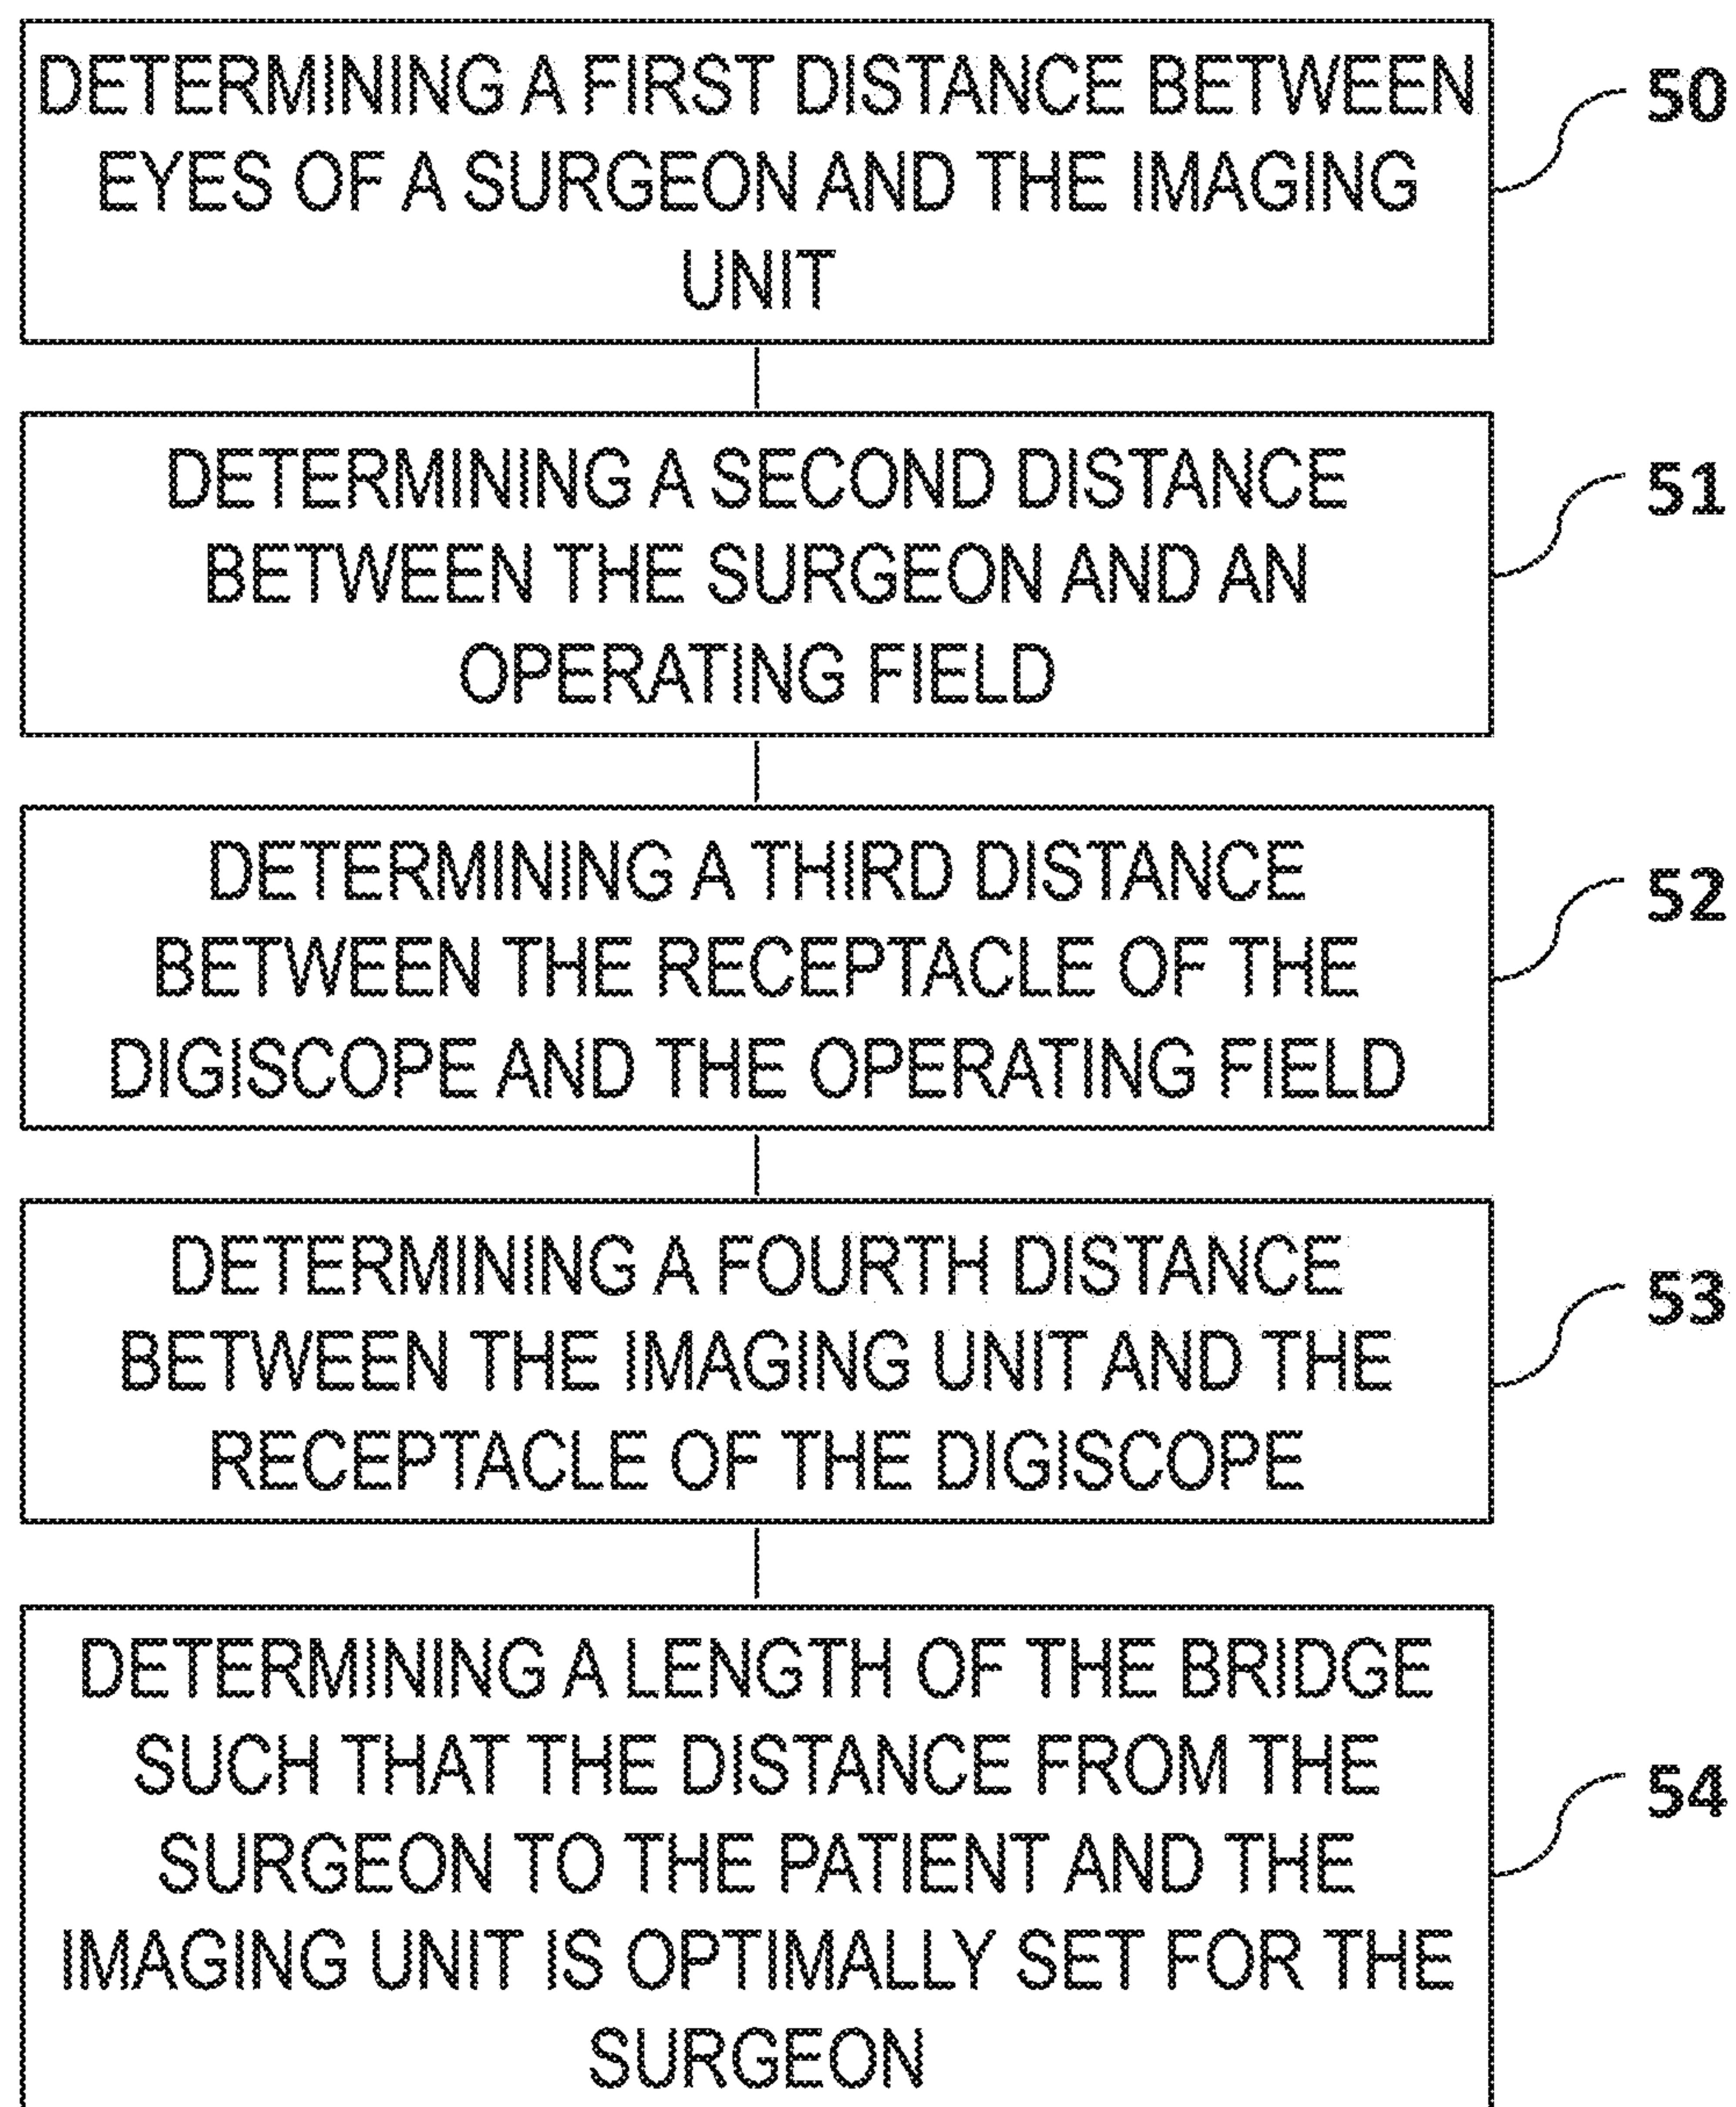 DETERMINING A FIRST DISTANCE BETWEEN
EYES OF A SURGEON AND THE IMAGING
UNIT
50
DETERMINING A SECOND DISTANCE
BETWEEN THE SURGEON AND AN
OPERATING FIELD
51
DETERMINING A THIRD DISTANCE
BETWEEN THE RECEPTACLE OF THE
DIGISCOPE AND THE OPERATING FIELD
52
DETERMINING A FOURTH DISTANCE
BETWEEN THE IMAGING UNIT AND THE
RECEPTACLE OF THE DIGISCOPE
53
DETERMINING A LENGTH OF THE BRIDGE
SUCH THAT THE DISTANCE FROM THE
SURGEON TO THE PATIENT AND THE
IMAGING UNIT IS OPTIMALLY SET FOR THE
SURGEON
54